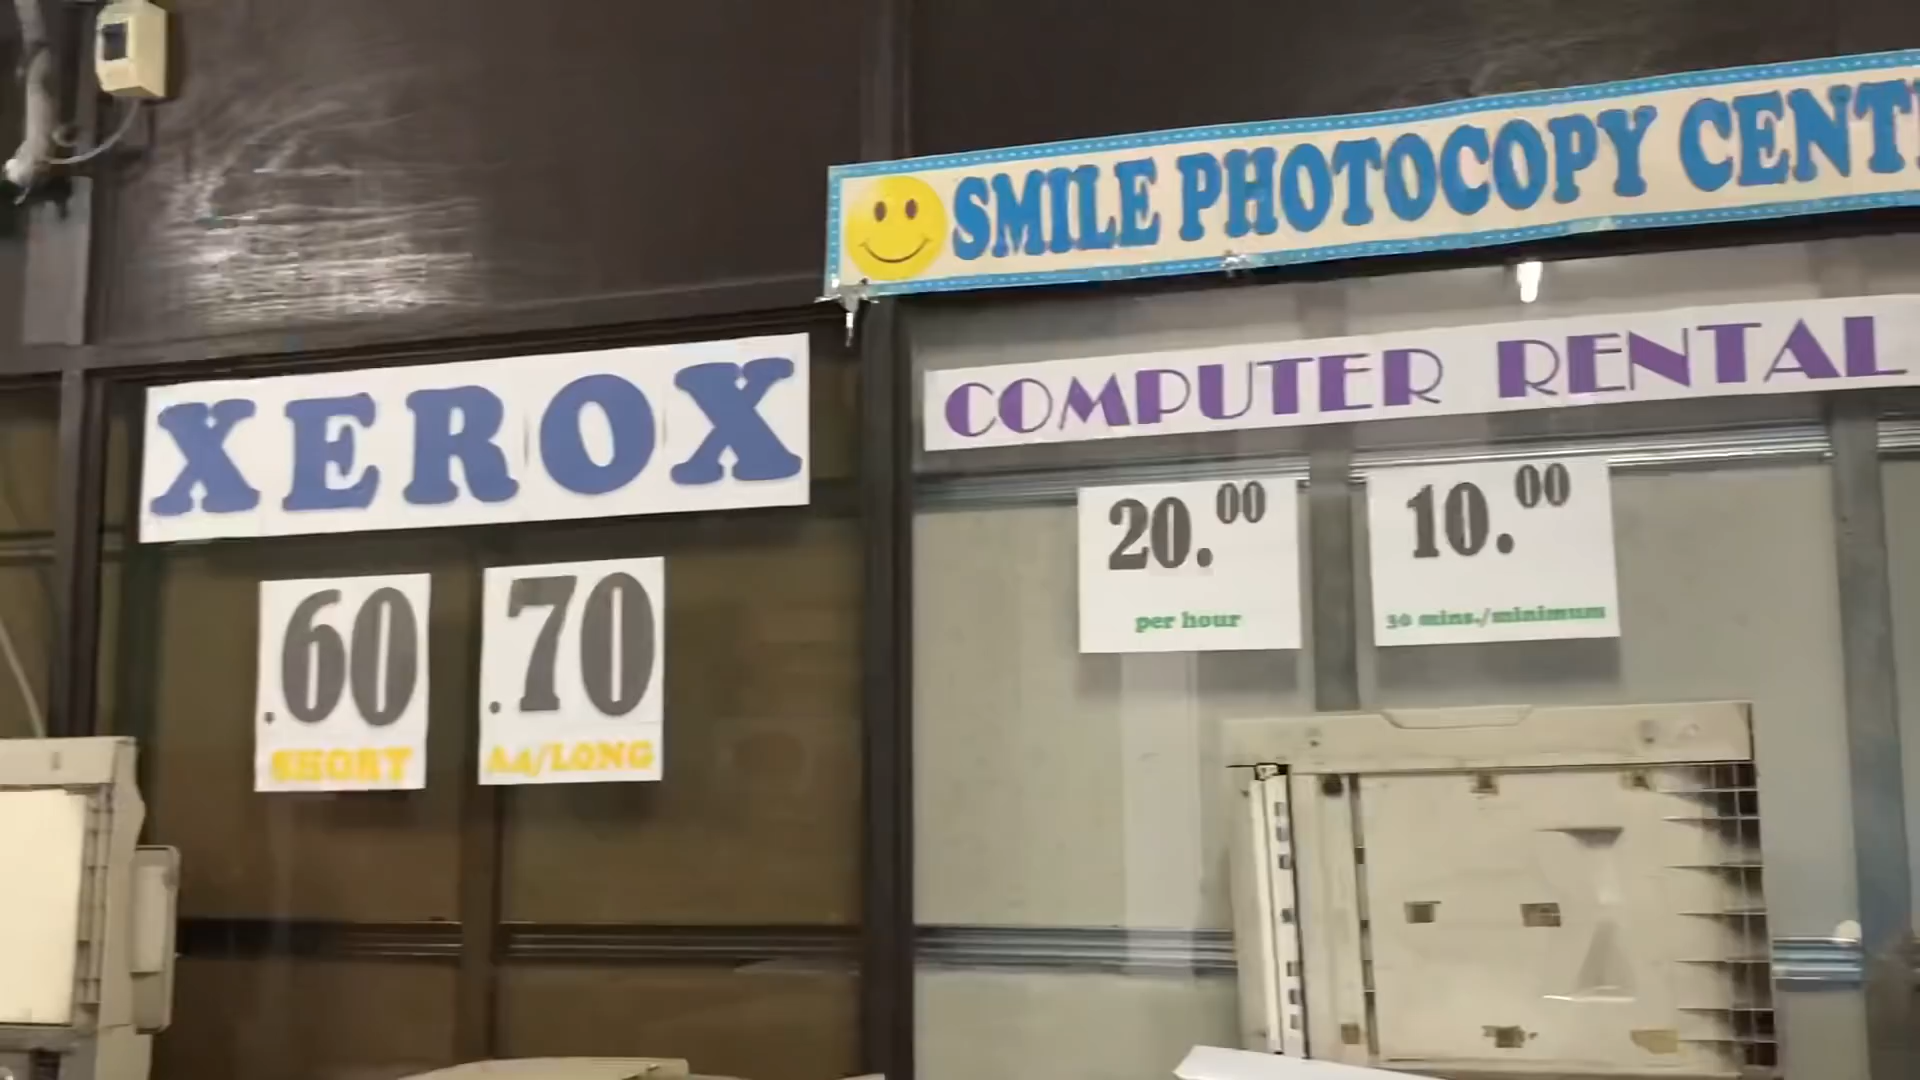 SMILE PHOTOCOPY CENT
XEROX
COMPUTER RENTAL
.60
SHORT
.70
A4/LONG
20.00
per hour
10.00
30 mins./minimum